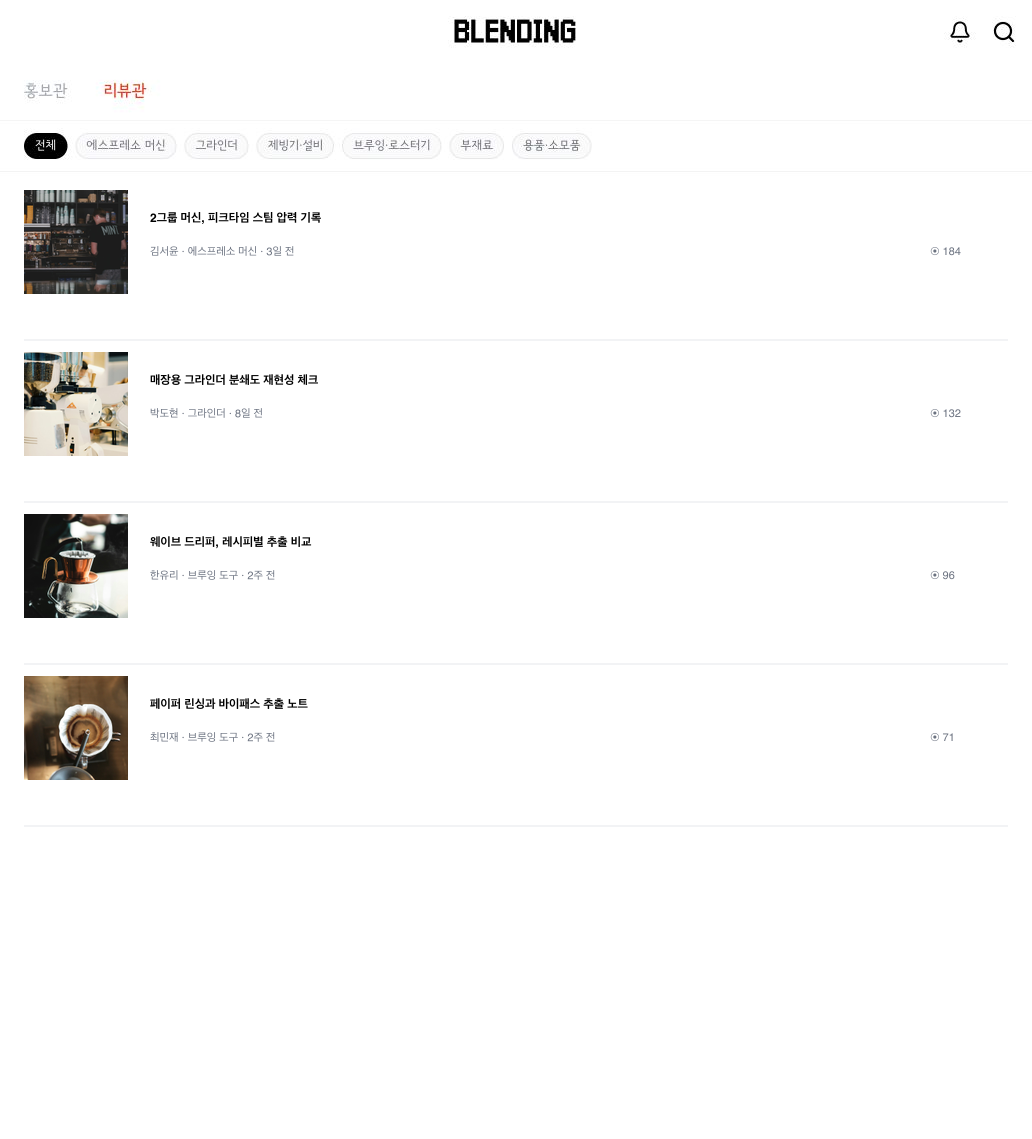 BLENDING
홍보관 리뷰관
전체 에스프레소 머신 그라인더 제빙기·설비 브루잉·로스터기 부재료 용품·소모품
MINT
2그룹 머신, 피크타임 스팀 압력 기록
김서윤 · 에스프레소 머신 · 3일 전 184
매장용 그라인더 분쇄도 재현성 체크
박도현 · 그라인더 · 8일 전 132
웨이브 드리퍼, 레시피별 추출 비교
한유리 · 브루잉 도구 · 2주 전 96
페이퍼 린싱과 바이패스 추출 노트
최민재 · 브루잉 도구 · 2주 전 71